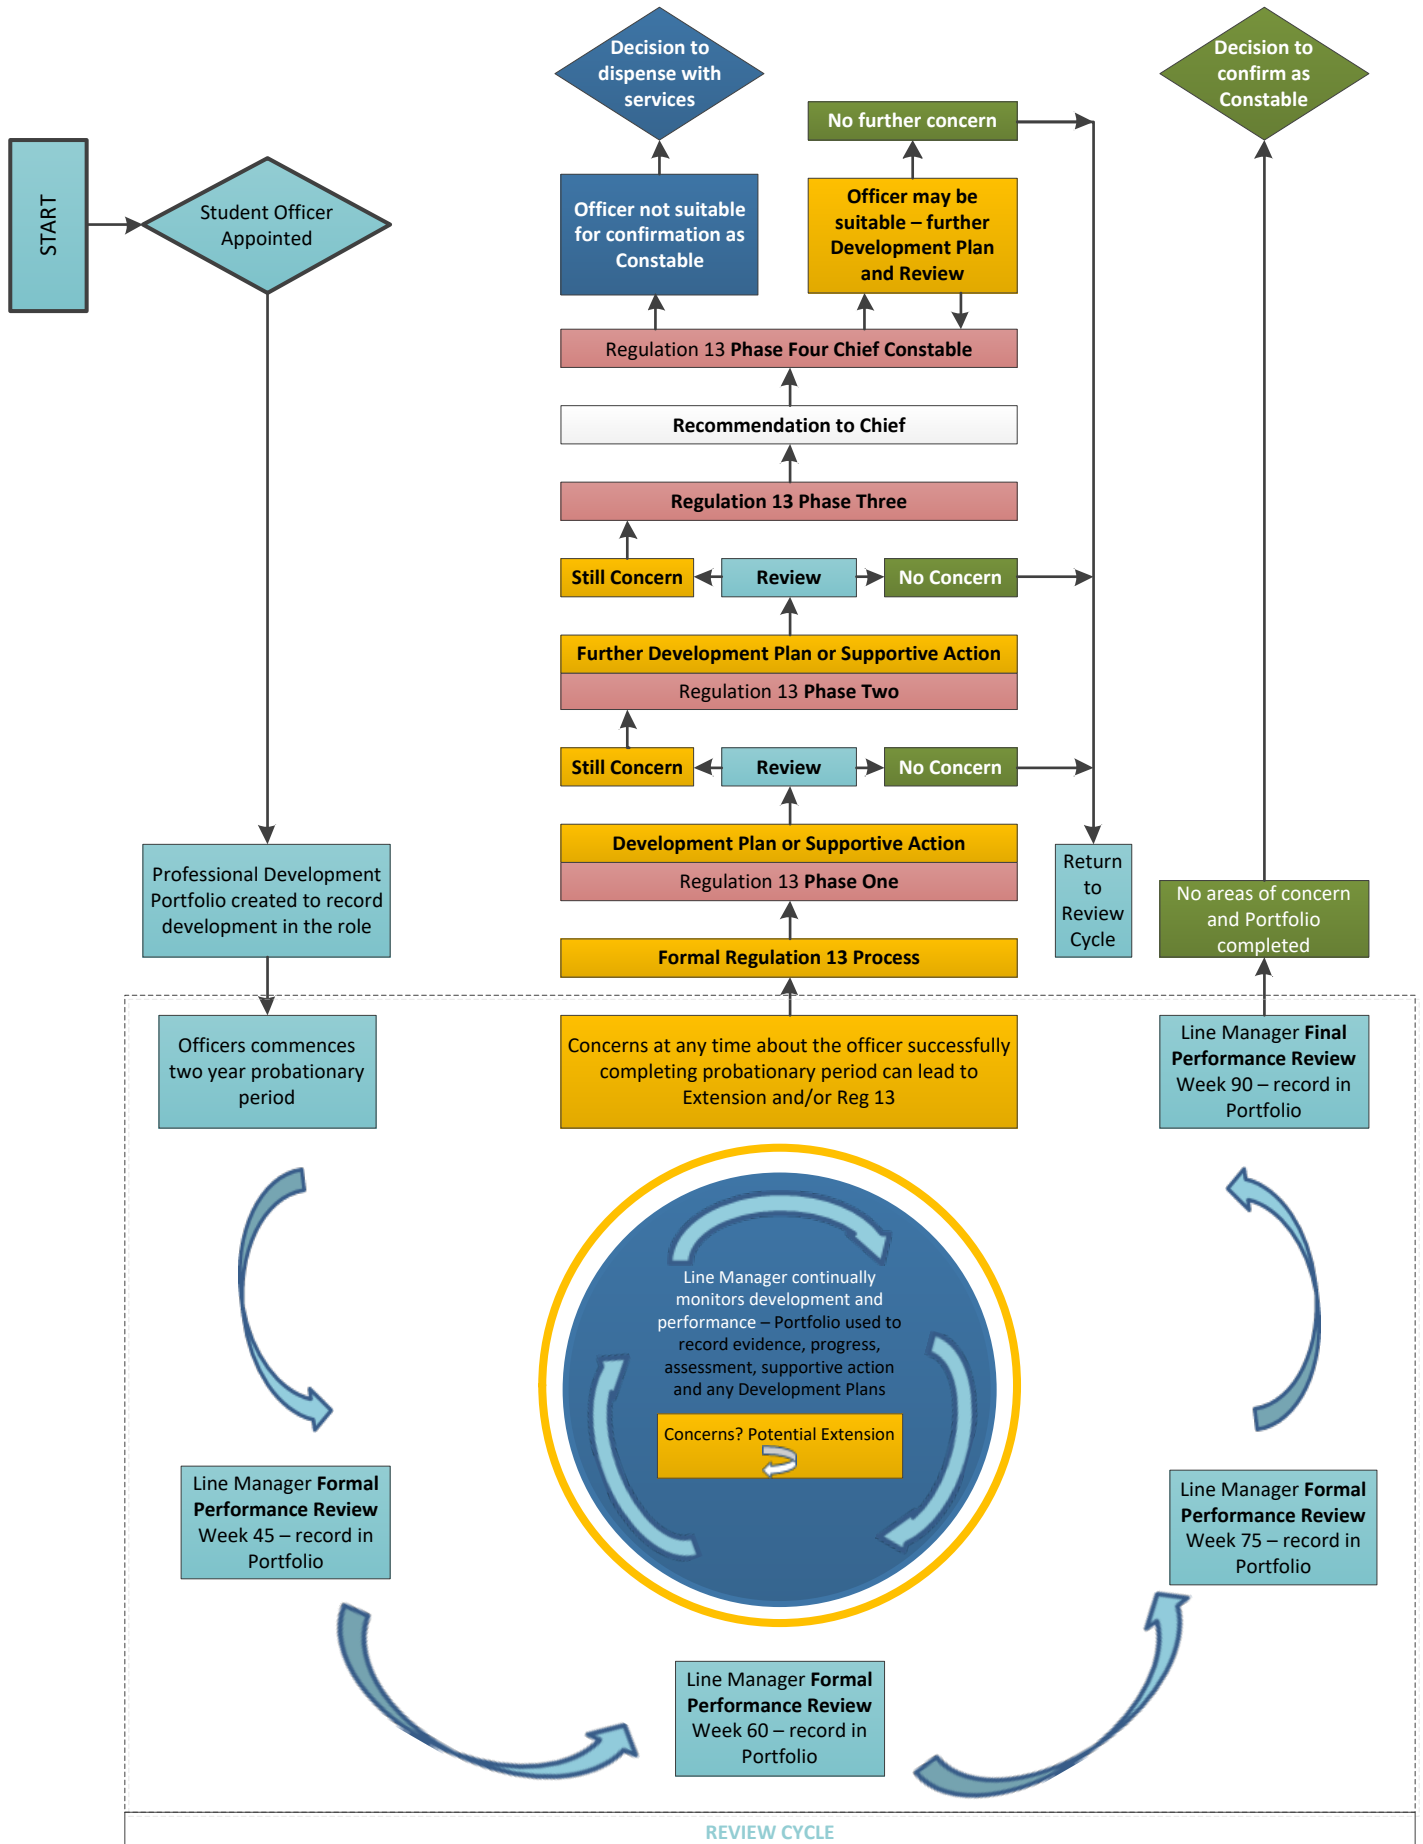 START
Student Officer
Appointed
Professional Development
Portfolio created to record
development in the role
Decision to
dispense with
services
Officer not suitable
for confirmation as
Constable
No further concern
Officer may be
suitable – further
Development Plan
and Review
Regulation 13 Phase Four Chief Constable
Recommendation to Chief
Regulation 13 Phase Three
Still Concern
Review
No Concern
Further Development Plan or Supportive Action
Regulation 13 Phase Two
Still Concern
Review
No Concern
Development Plan or Supportive Action
Regulation 13 Phase One
Formal Regulation 13 Process
Return
to
Review
Cycle
Decision to
confirm as
Constable
No areas of concern
and Portfolio
completed
Officers commences
two year probationary
period
Concerns at any time about the officer successfully
completing probationary period can lead to
Extension and/or Reg 13
Line Manager Final
Performance Review
Week 90 – record in
Portfolio
Line Manager continually
monitors development and
performance – Portfolio used to
record evidence, progress,
assessment, supportive action
and any Development Plans
Concerns? Potential Extension
Line Manager Formal
Performance Review
Week 45 – record in
Portfolio
Line Manager Formal
Performance Review
Week 75 – record in
Portfolio
Line Manager Formal
Performance Review
Week 60 – record in
Portfolio
REVIEW CYCLE